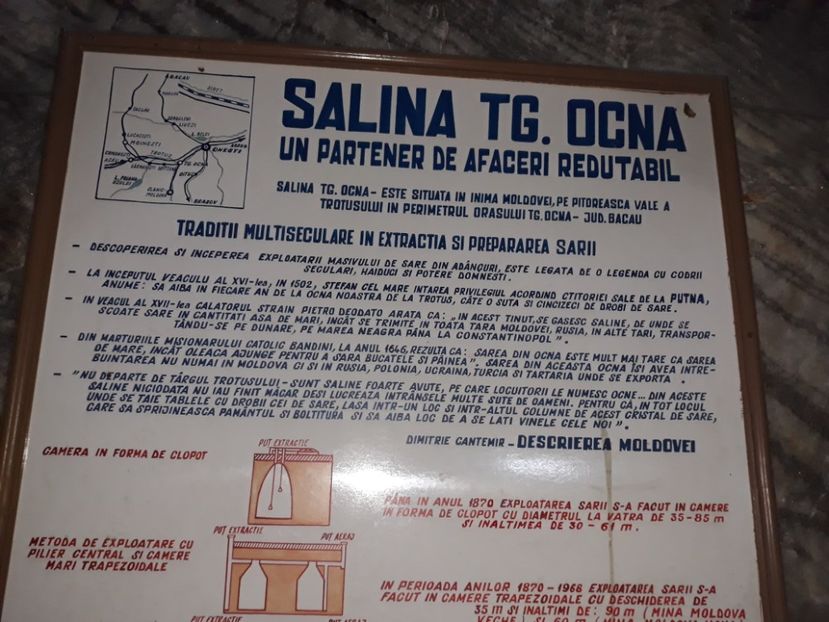 BACAU
SIRET
SALINA TG. OCNA
UN PARTENER DE AFACERI REDUTABIL
ONESTI
TG. OCNA
BRASOV
SALINA TG. OCNA - ESTE SITUATA IN INIMA MOLDOVEI, PE PITOREASCA VALE A
TROTUSULUI IN PERIMETRUL ORASULUI TG. OCNA - JUD. BACAU
TRADITII MULTISECULARE IN EXTRACTIA SI PREPARAREA SARII
- DESCOPERIREA SI INCEPEREA EXPLOATARII MASIVULUI DE SARE DIN ADÂNCURI, ESTE LEGATA DE O LEGENDA CU CODRII
SECULARI, HAIDUCI SI POTERE DOMNESTI.
- LA INCEPUTUL VEACULU AL XVI-lea, IN 1502, STEFAN CEL MARE INTAREA PRIVILEGIUL ACORDIND CTITORIEI SALE DE LA PUTNA,
ANUME: SA AIBA IN FIECARE AN DE LA OCNA NOASTRA DE LA TROTUS, CÂTE O SUTA SI CINCIZECI DE DROBI DE SARE.
- IN VEACUL AL XVII-lea CALATORUL STRAIN PIETRO DEODATO ARATA CA: „IN ACEST TINUT, SE GASESC SALINE, DE UNDE SE
SCOATE SARE IN CANTITATI ASA DE MARI, INCÂT SE TRIMITE IN TOATA TARA MOLDOVEI, RUSIA, IN ALTE TARI, TRANSPOR-
TÂNDU-SE PE DUNARE, PE MAREA NEAGRA PÂNA LA CONSTANTINOPOL".
- DIN MARTURIILE MISIONARULUI CATOLIC BANDINI, LA ANUL 1646, REZULTA CA: „SAREA DIN OCNA ESTE MULT MAI TARE CA SAREA
DE MARE, INCÂT OLEACA AJUNGE PENTRU A SARA BUCATELE SI PÂINEA". SAREA DIN ACEASTA OCNA ÎSI AVEA INTRE-
BUINTAREA NU NUMAI IN MOLDOVA CI SI IN RUSIA, POLONIA, UCRAINA, TURCIA SI TARTARIA UNDE SE EXPORTA.
- "NU DEPARTE DE TÂRGUL TROTUSULUI - SUNT SALINE FOARTE AVUTE, PE CARE LOCUITORII LE NUMESC OCNE... DIN ACESTE
SALINE NICIODATA NU IAU FINIT MĂCAR DESI LUCREAZA INTRÂNSELE MULTE SUTE DE OAMENI. PENTRU CĂ, IN TOT LOCUL
UNDE SE TAIE TABLELE CU DROBII CEI DE SARE, LASA INTR-UN LOC SI INTR-ALTUL COLUMNE DE ACEST CRISTAL DE SARE,
CARE SA SPRIJINEASCA PAMÂNTUL SI BOLTITURA SI SA AIBA LOC DE A SE LATI VINELE CELE NOI".
DIMITRIE CANTEMIR - DESCRIEREA MOLDOVEI
CAMERA IN FORMA DE CLOPOT
PUT EXTRACTIE
PÂNA IN ANUL 1870 EXPLOATAREA SARII S-A FACUT IN CAMERE
IN FORMA DE CLOPOT CU DIAMETRUL LA VATRA DE 35-85 m
SI INALTIMEA DE 30 - 61 m.
METODA DE EXPLOATARE CU
PILIER CENTRAL SI CAMERE
MARI TRAPEZOIDALE
PUT EXTRACTIE
PUT AERAJ
IN PERIOADA ANILOR 1870 - 1966 EXPLOATAREA SARII S-A
FACUT IN CAMERE TRAPEZOIDALE CU DESCHIDEREA DE
35 m SI INALTIMI DE: 90 m (MINA MOLDOVA
PUT EXTRACTIE
PUT AERAJ